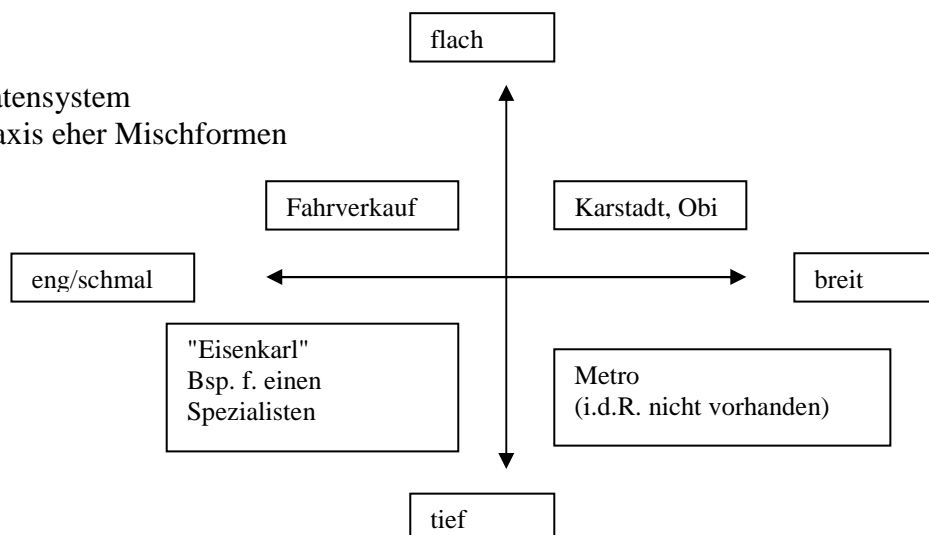 flach
atensystem
axis eher Mischformen
Fahrverkauf
Karstadt, Obi
eng/schmal
breit
"Eisenkarl"
Bsp. f. einen
Spezialisten
Metro
(i.d.R. nicht vorhanden)
tief